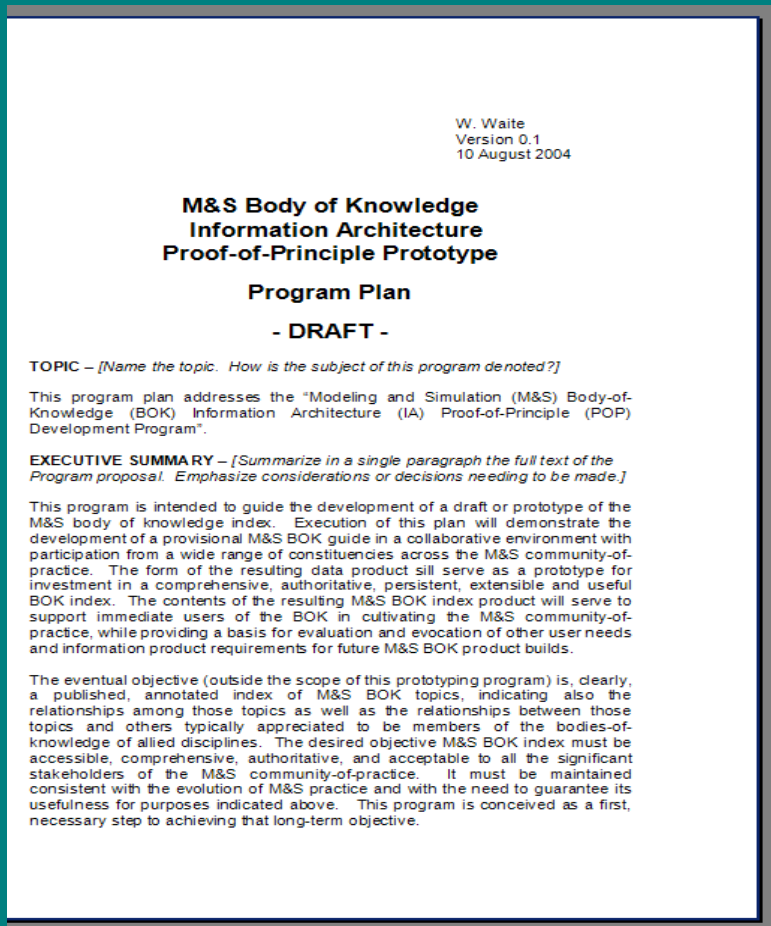 W. Waite
Version 0.1
10 August 2004
M&S Body of Knowledge
Information Architecture
Proof-of-Principle Prototype
Program Plan
- DRAFT -
TOPIC – [Name the topic. How is the subject of this program denoted?]
This program plan addresses the “Modeling and Simulation (M&S) Body-of-
Knowledge (BOK) Information Architecture (IA) Proof-of-Principle (POP)
Development Program”.
EXECUTIVE SUMMARY – [Summarize in a single paragraph the full text of the
Program proposal. Emphasize considerations or decisions needing to be made.]
This program is intended to guide the development of a draft or prototype of the
M&S body of knowledge index. Execution of this plan will demonstrate the
development of a provisional M&S BOK guide in a collaborative environment with
participation from a wide range of constituencies across the M&S community-of-
practice. The form of the resulting data product sill serve as a prototype for
investment in a comprehensive, authoritative, persistent, extensible and useful
BOK index. The contents of the resulting M&S BOK index product will serve to
support immediate users of the BOK in cultivating the M&S community-of-
practice, while providing a basis for evaluation and evocation of other user needs
and information product requirements for future M&S BOK product builds.
The eventual objective (outside the scope of this prototyping program) is, clearly,
a published, annotated index of M&S BOK topics, indicating also the
relationships among those topics as well as the relationships between those
topics and others typically appreciated to be members of the bodies-of-
knowledge of allied disciplines. The desired objective M&S BOK index must be
accessible, comprehensive, authoritative, and acceptable to all the significant
stakeholders of the M&S community-of-practice. It must be maintained
consistent with the evolution of M&S practice and with the need to guarantee its
usefulness for purposes indicated above. This program is conceived as a first,
necessary step to achieving that long-term objective.